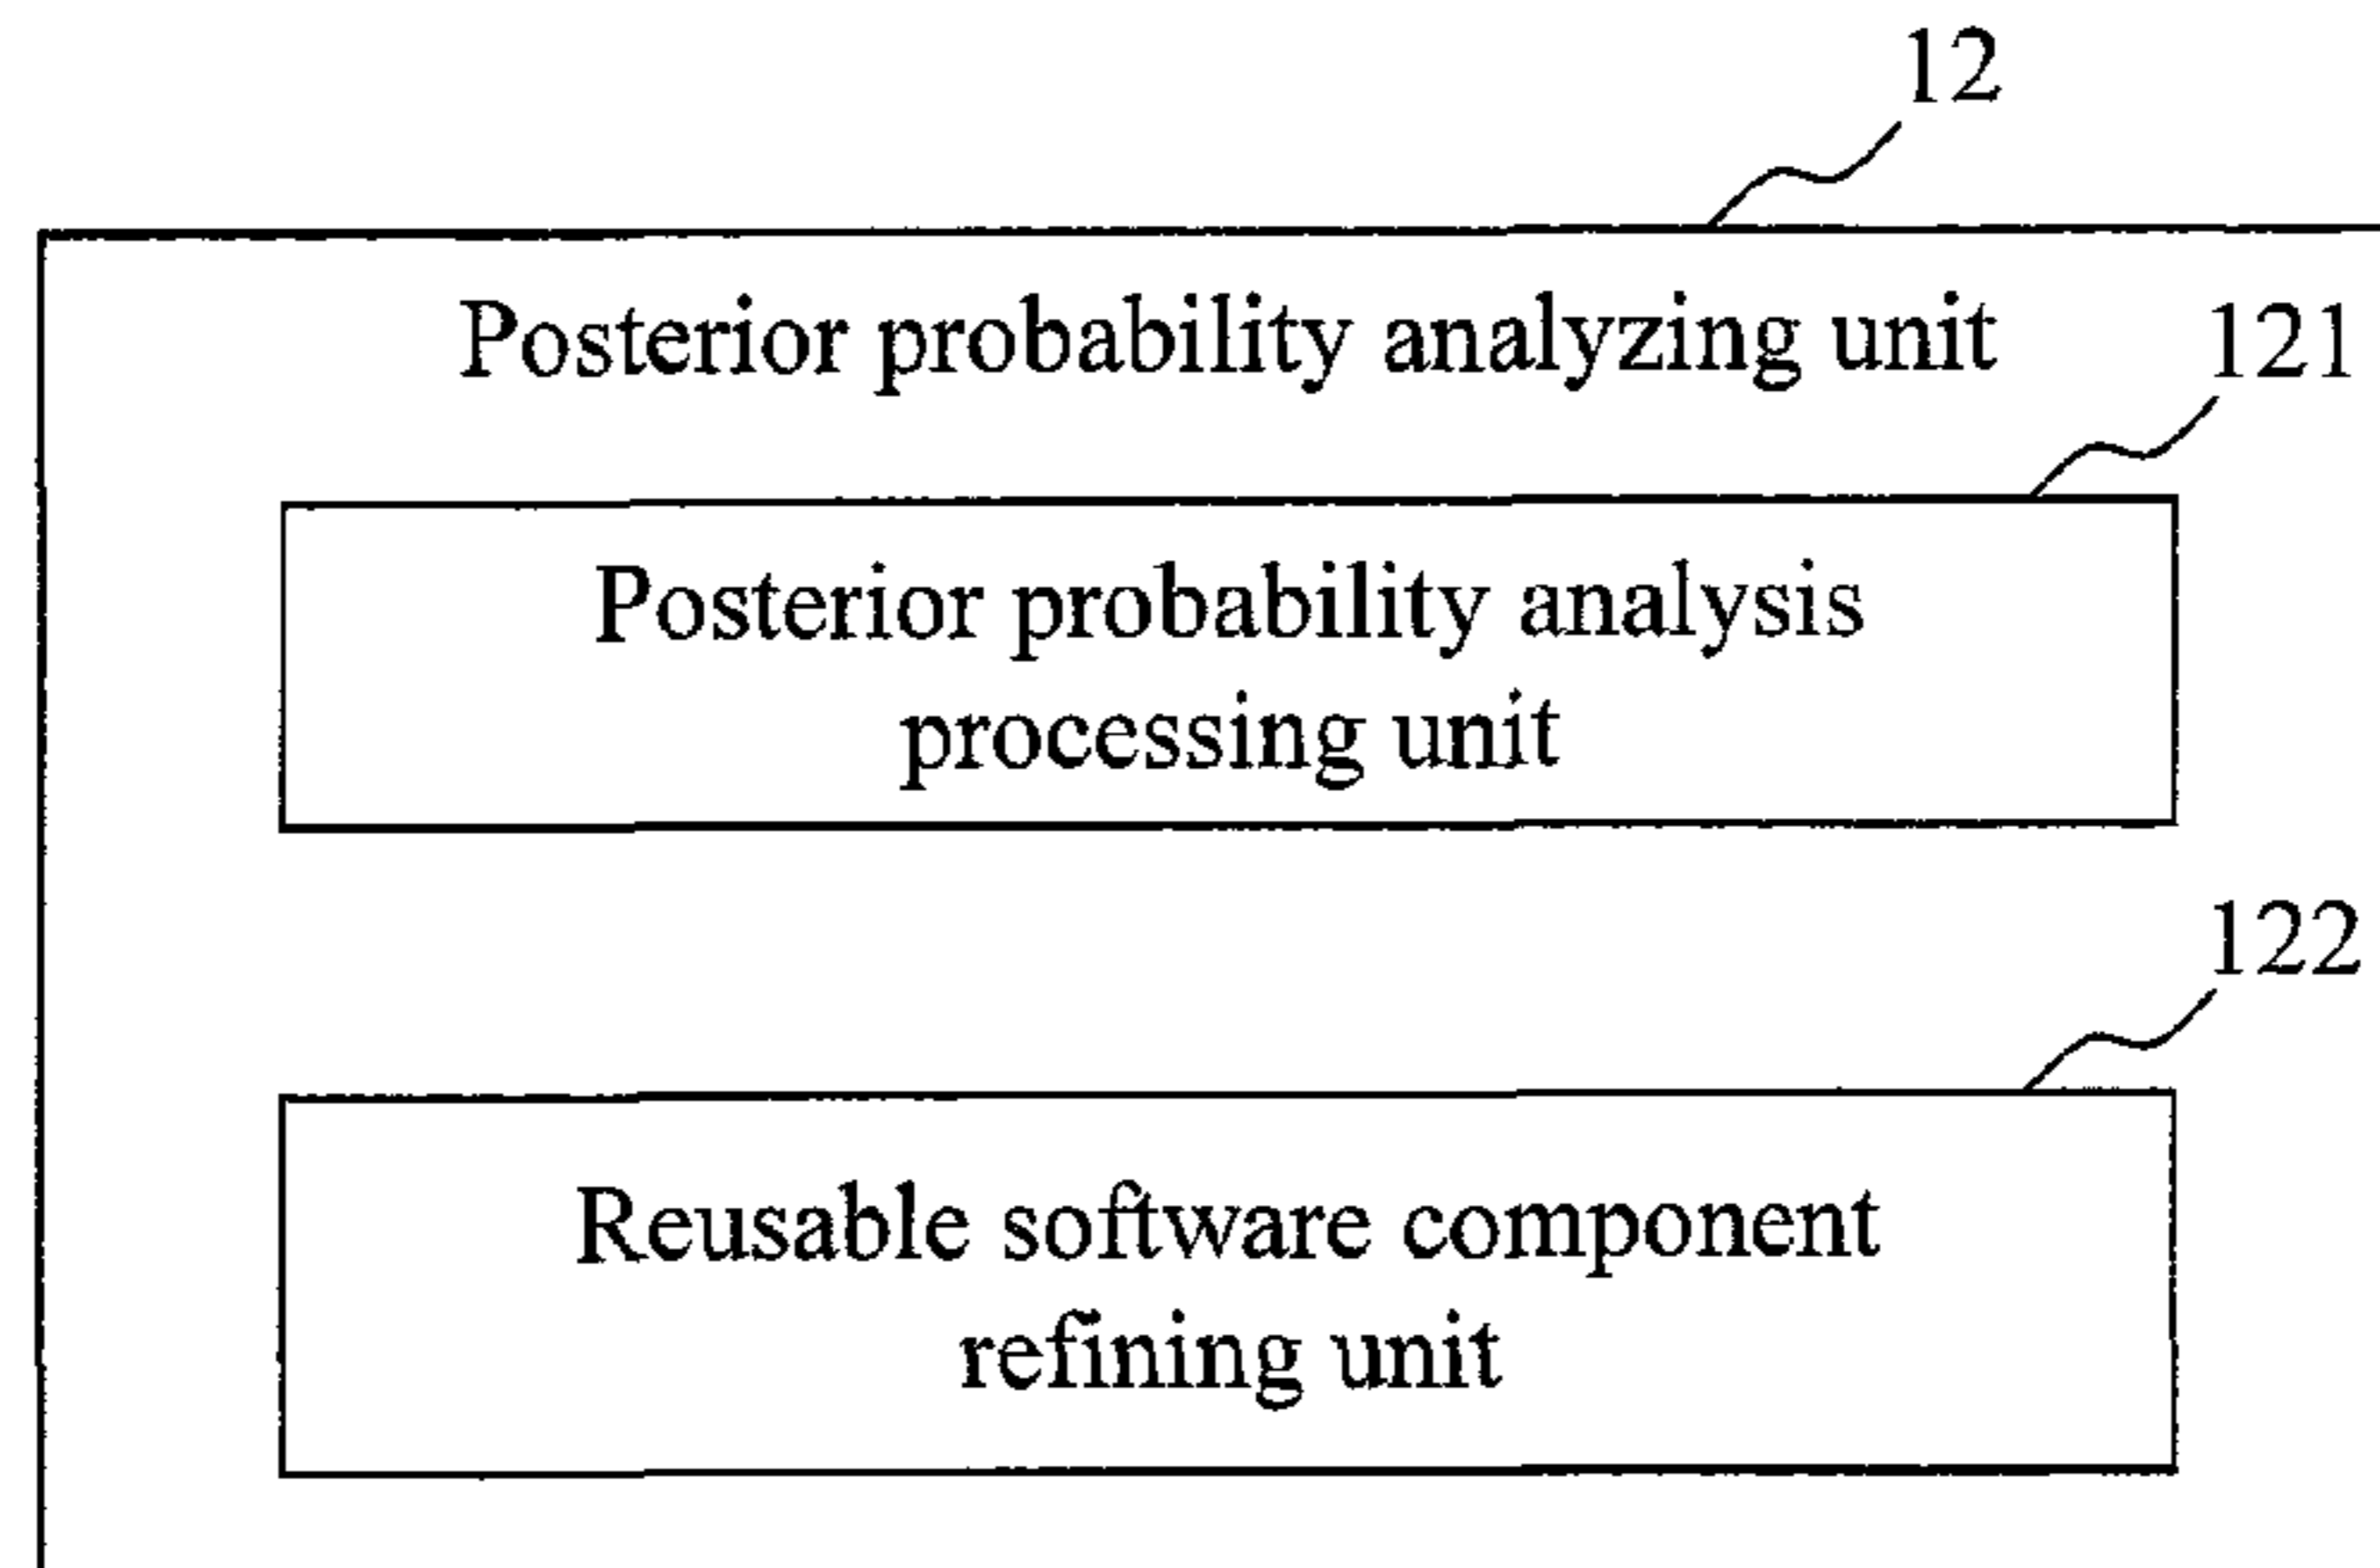 12
Posterior probability analyzing unit
121
Posterior probability analysis
processing unit
122
Reusable software component
refining unit